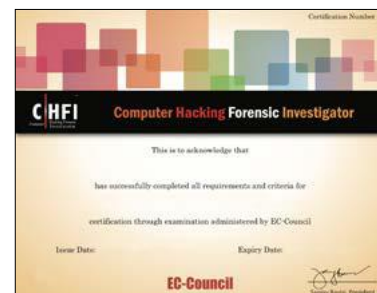 Certification Number
CHFI
Computer Hacking Forensic Investigator
This is to acknowledge that
has successfully completed all requirements and criteria for
certification through examination administered by EC-Council
Issue Date:
Expiry Date:
EC-Council
President